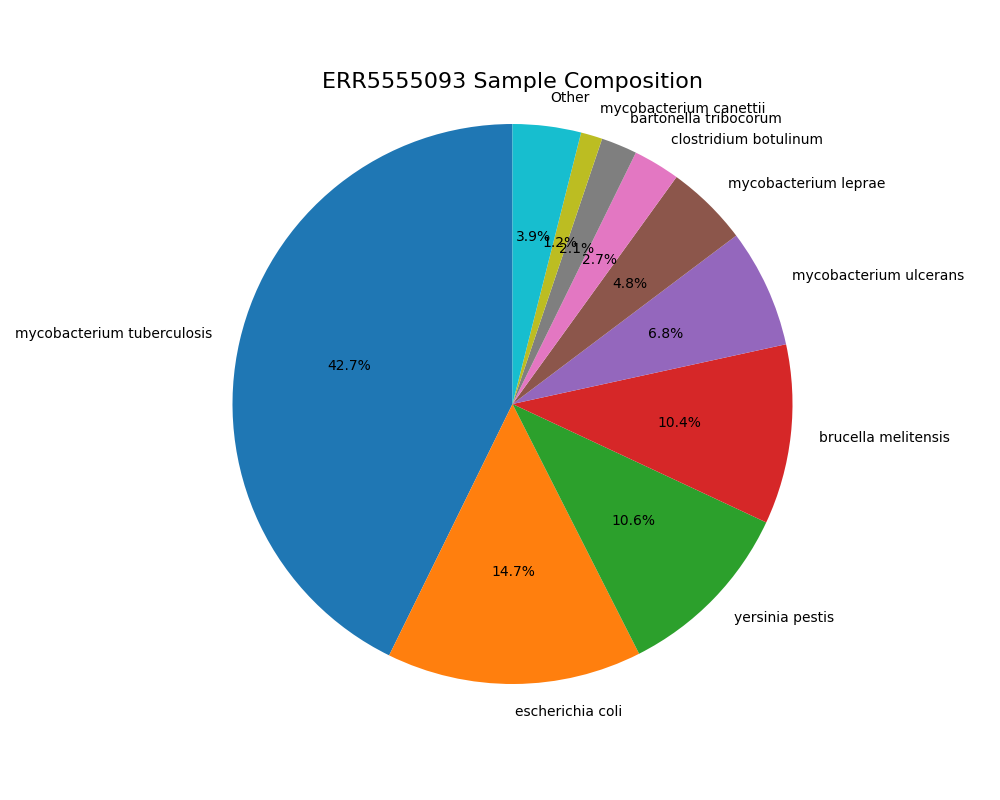 ERR5555093 Sample Composition
Other
mycobacterium canettii
bartonella tribocorum
clostridium botulinum
mycobacterium leprae
mycobacterium ulcerans
mycobacterium tuberculosis
brucella melitensis
yersinia pestis
escherichia coli
3.9%
1.2%
2.1%
2.7%
4.8%
6.8%
42.7%
10.4%
10.6%
14.7%